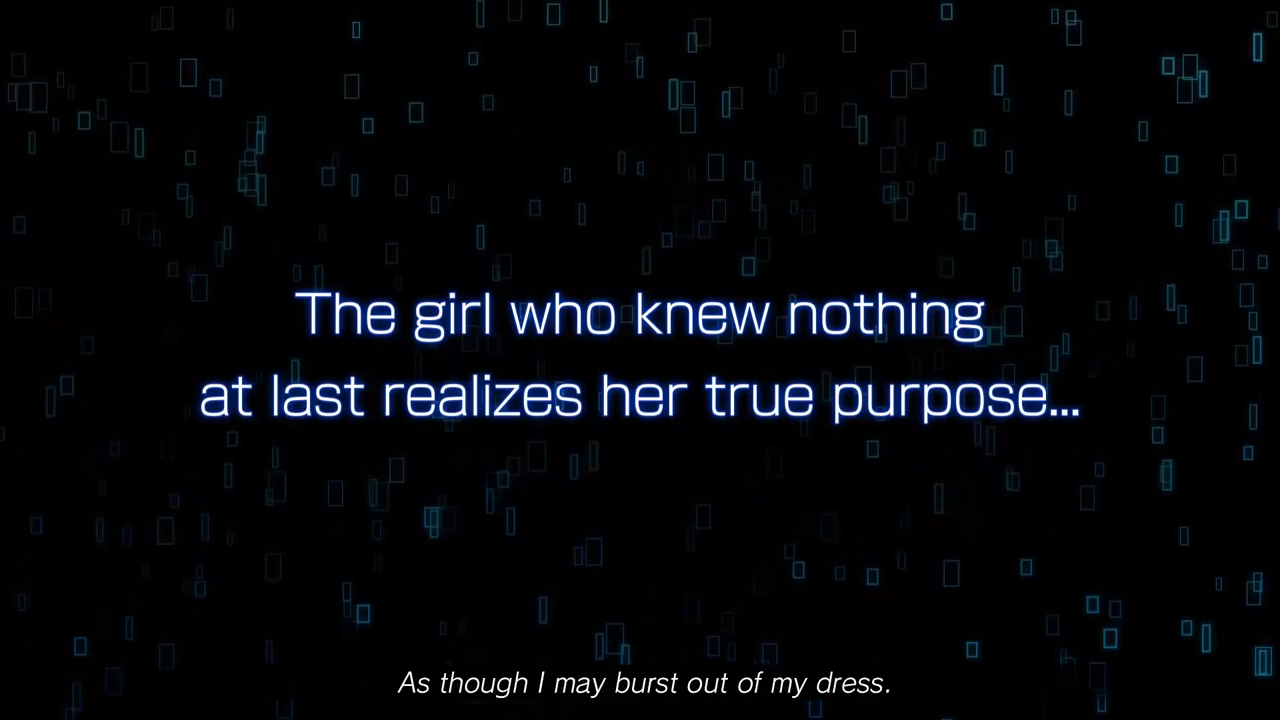 The girl who knew nothing
at last realizes her true purpose...
As though I may burst out of my dress.